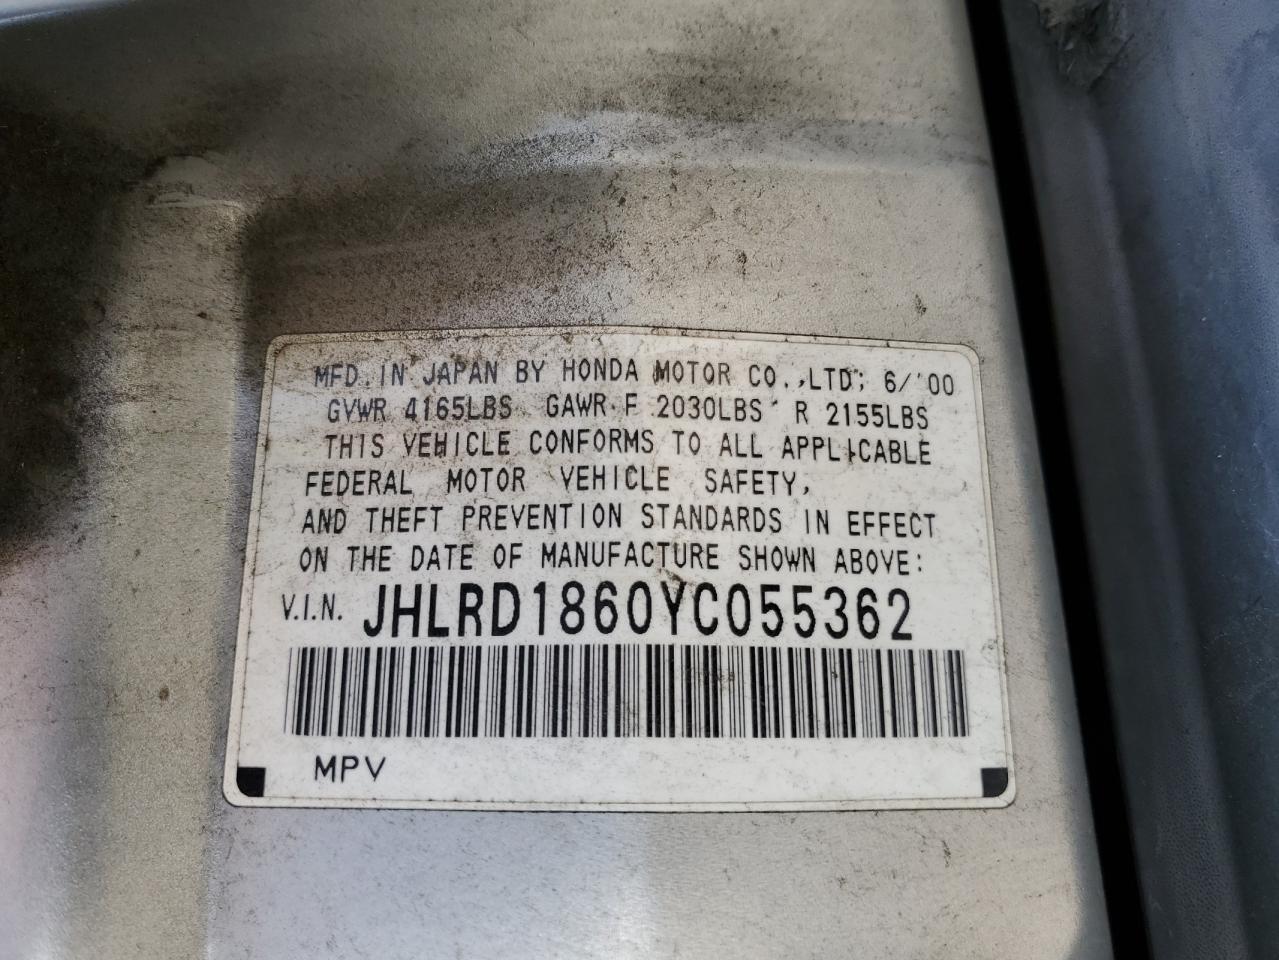 MFD. IN JAPAN BY HONDA MOTOR CO., LTD; 6/'00
GVWR 4165LBS GAWR F 2030LBS R 2155LBS
THIS VEHICLE CONFORMS TO ALL APPLICABLE
FEDERAL MOTOR VEHICLE SAFETY,
AND THEFT PREVENTION STANDARDS IN EFFECT
ON THE DATE OF MANUFACTURE SHOWN ABOVE:
V.I.N. JHLRD1860YC055362
MPV